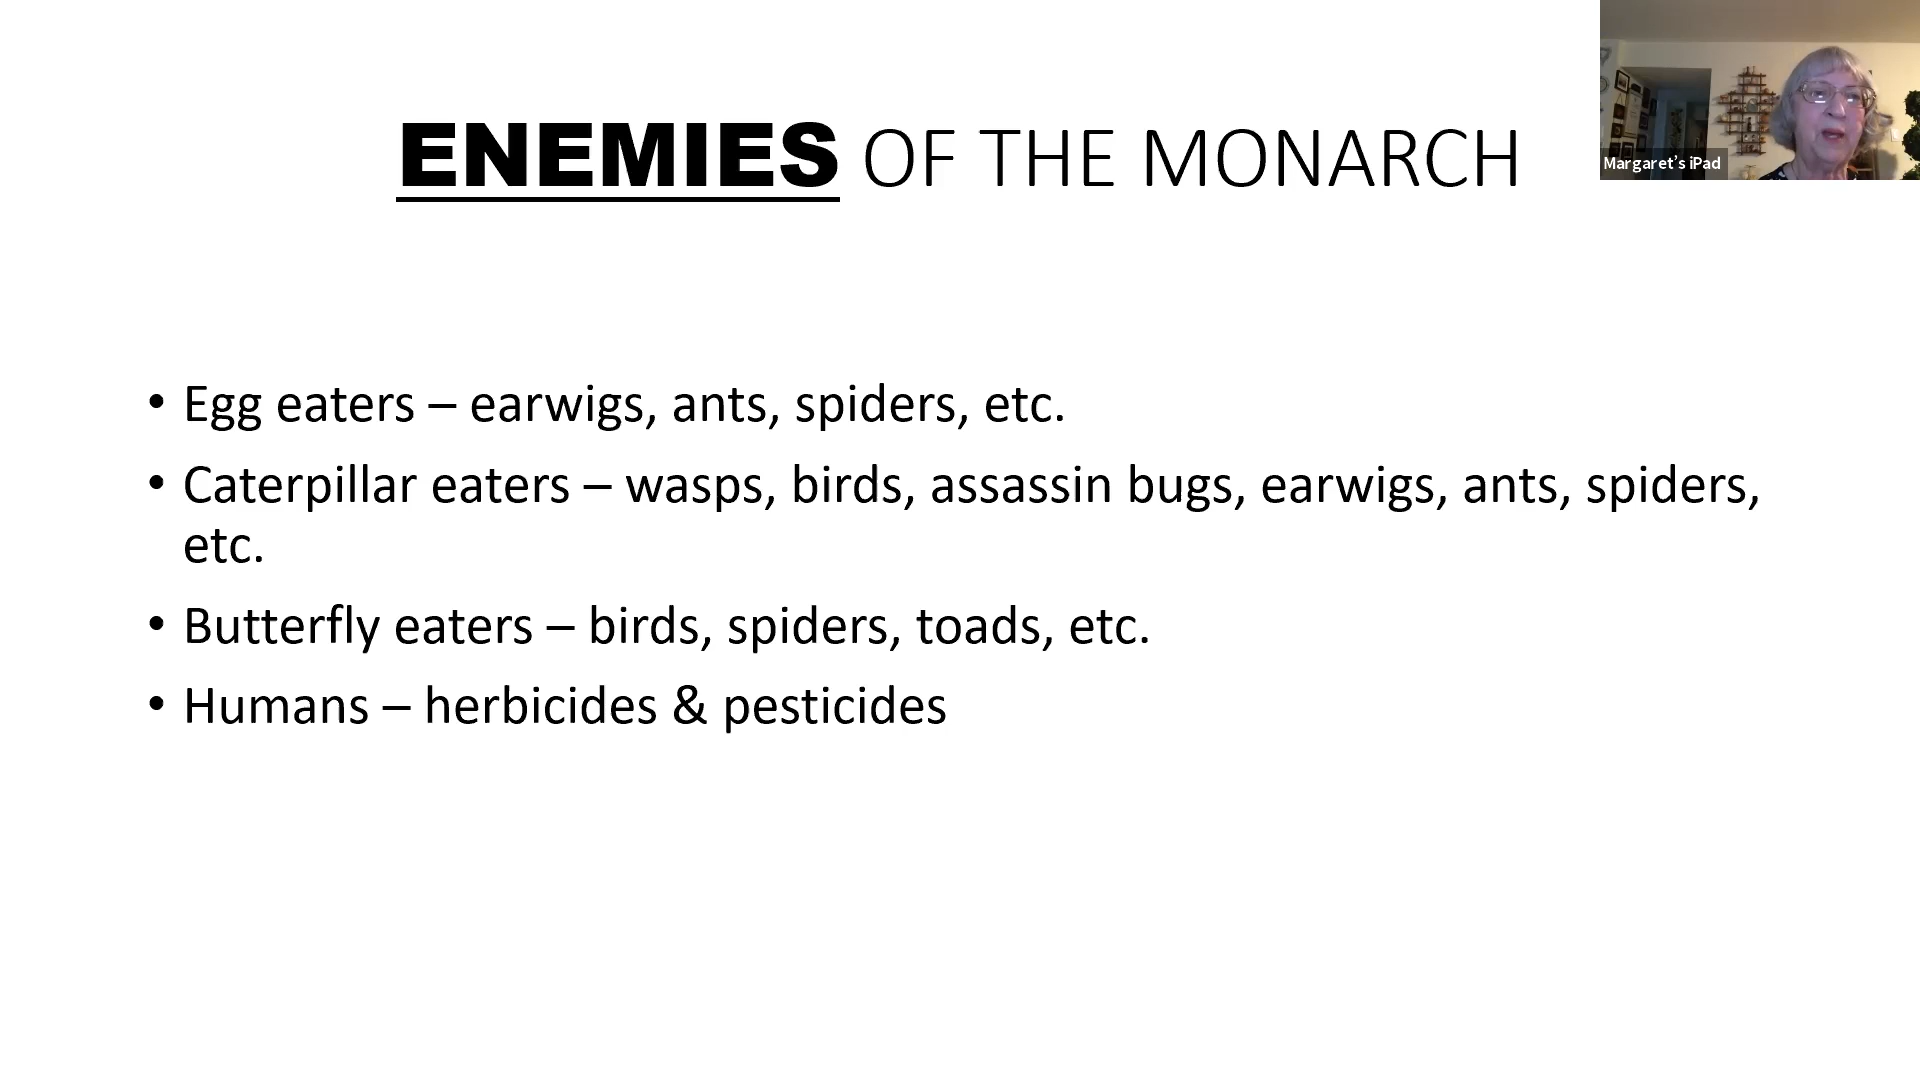 ENEMIES OF THE MONARCH
Margaret’s iPad
• Egg eaters – earwigs, ants, spiders, etc.
• Caterpillar eaters – wasps, birds, assassin bugs, earwigs, ants, spiders,
etc.
• Butterfly eaters – birds, spiders, toads, etc.
• Humans – herbicides & pesticides